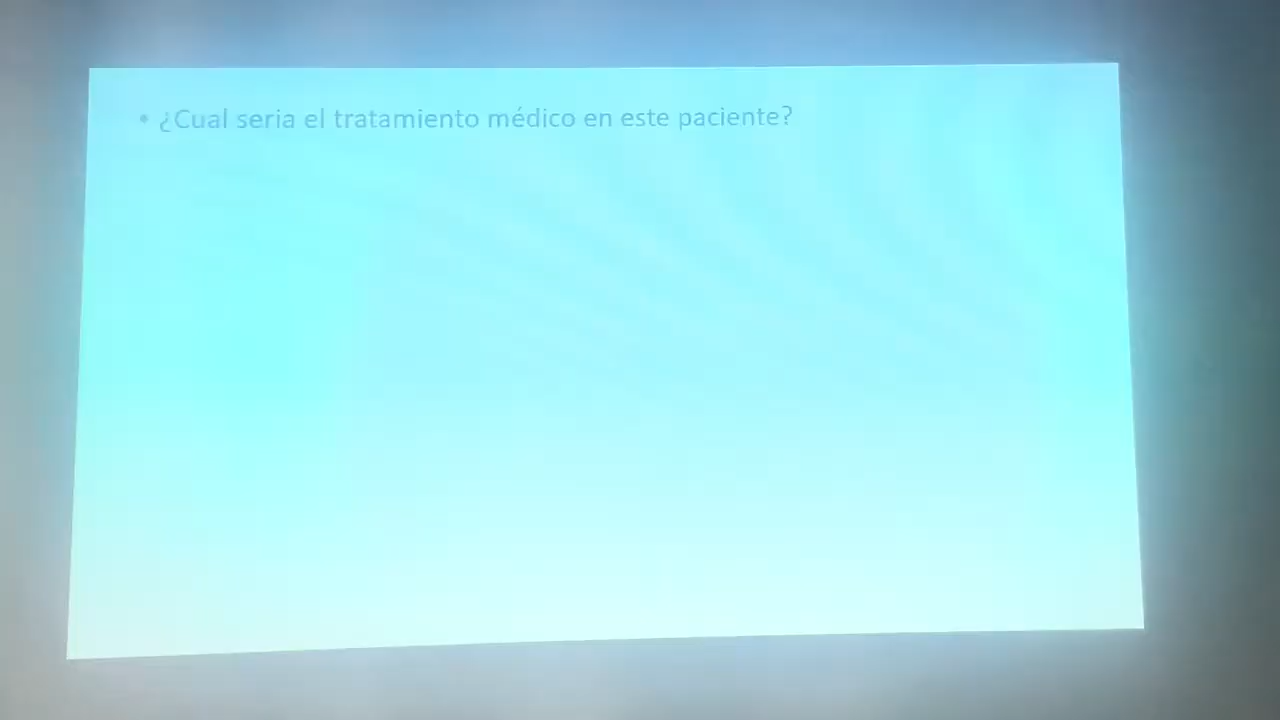 • ¿Cual seria el tratamiento médico en este paciente?